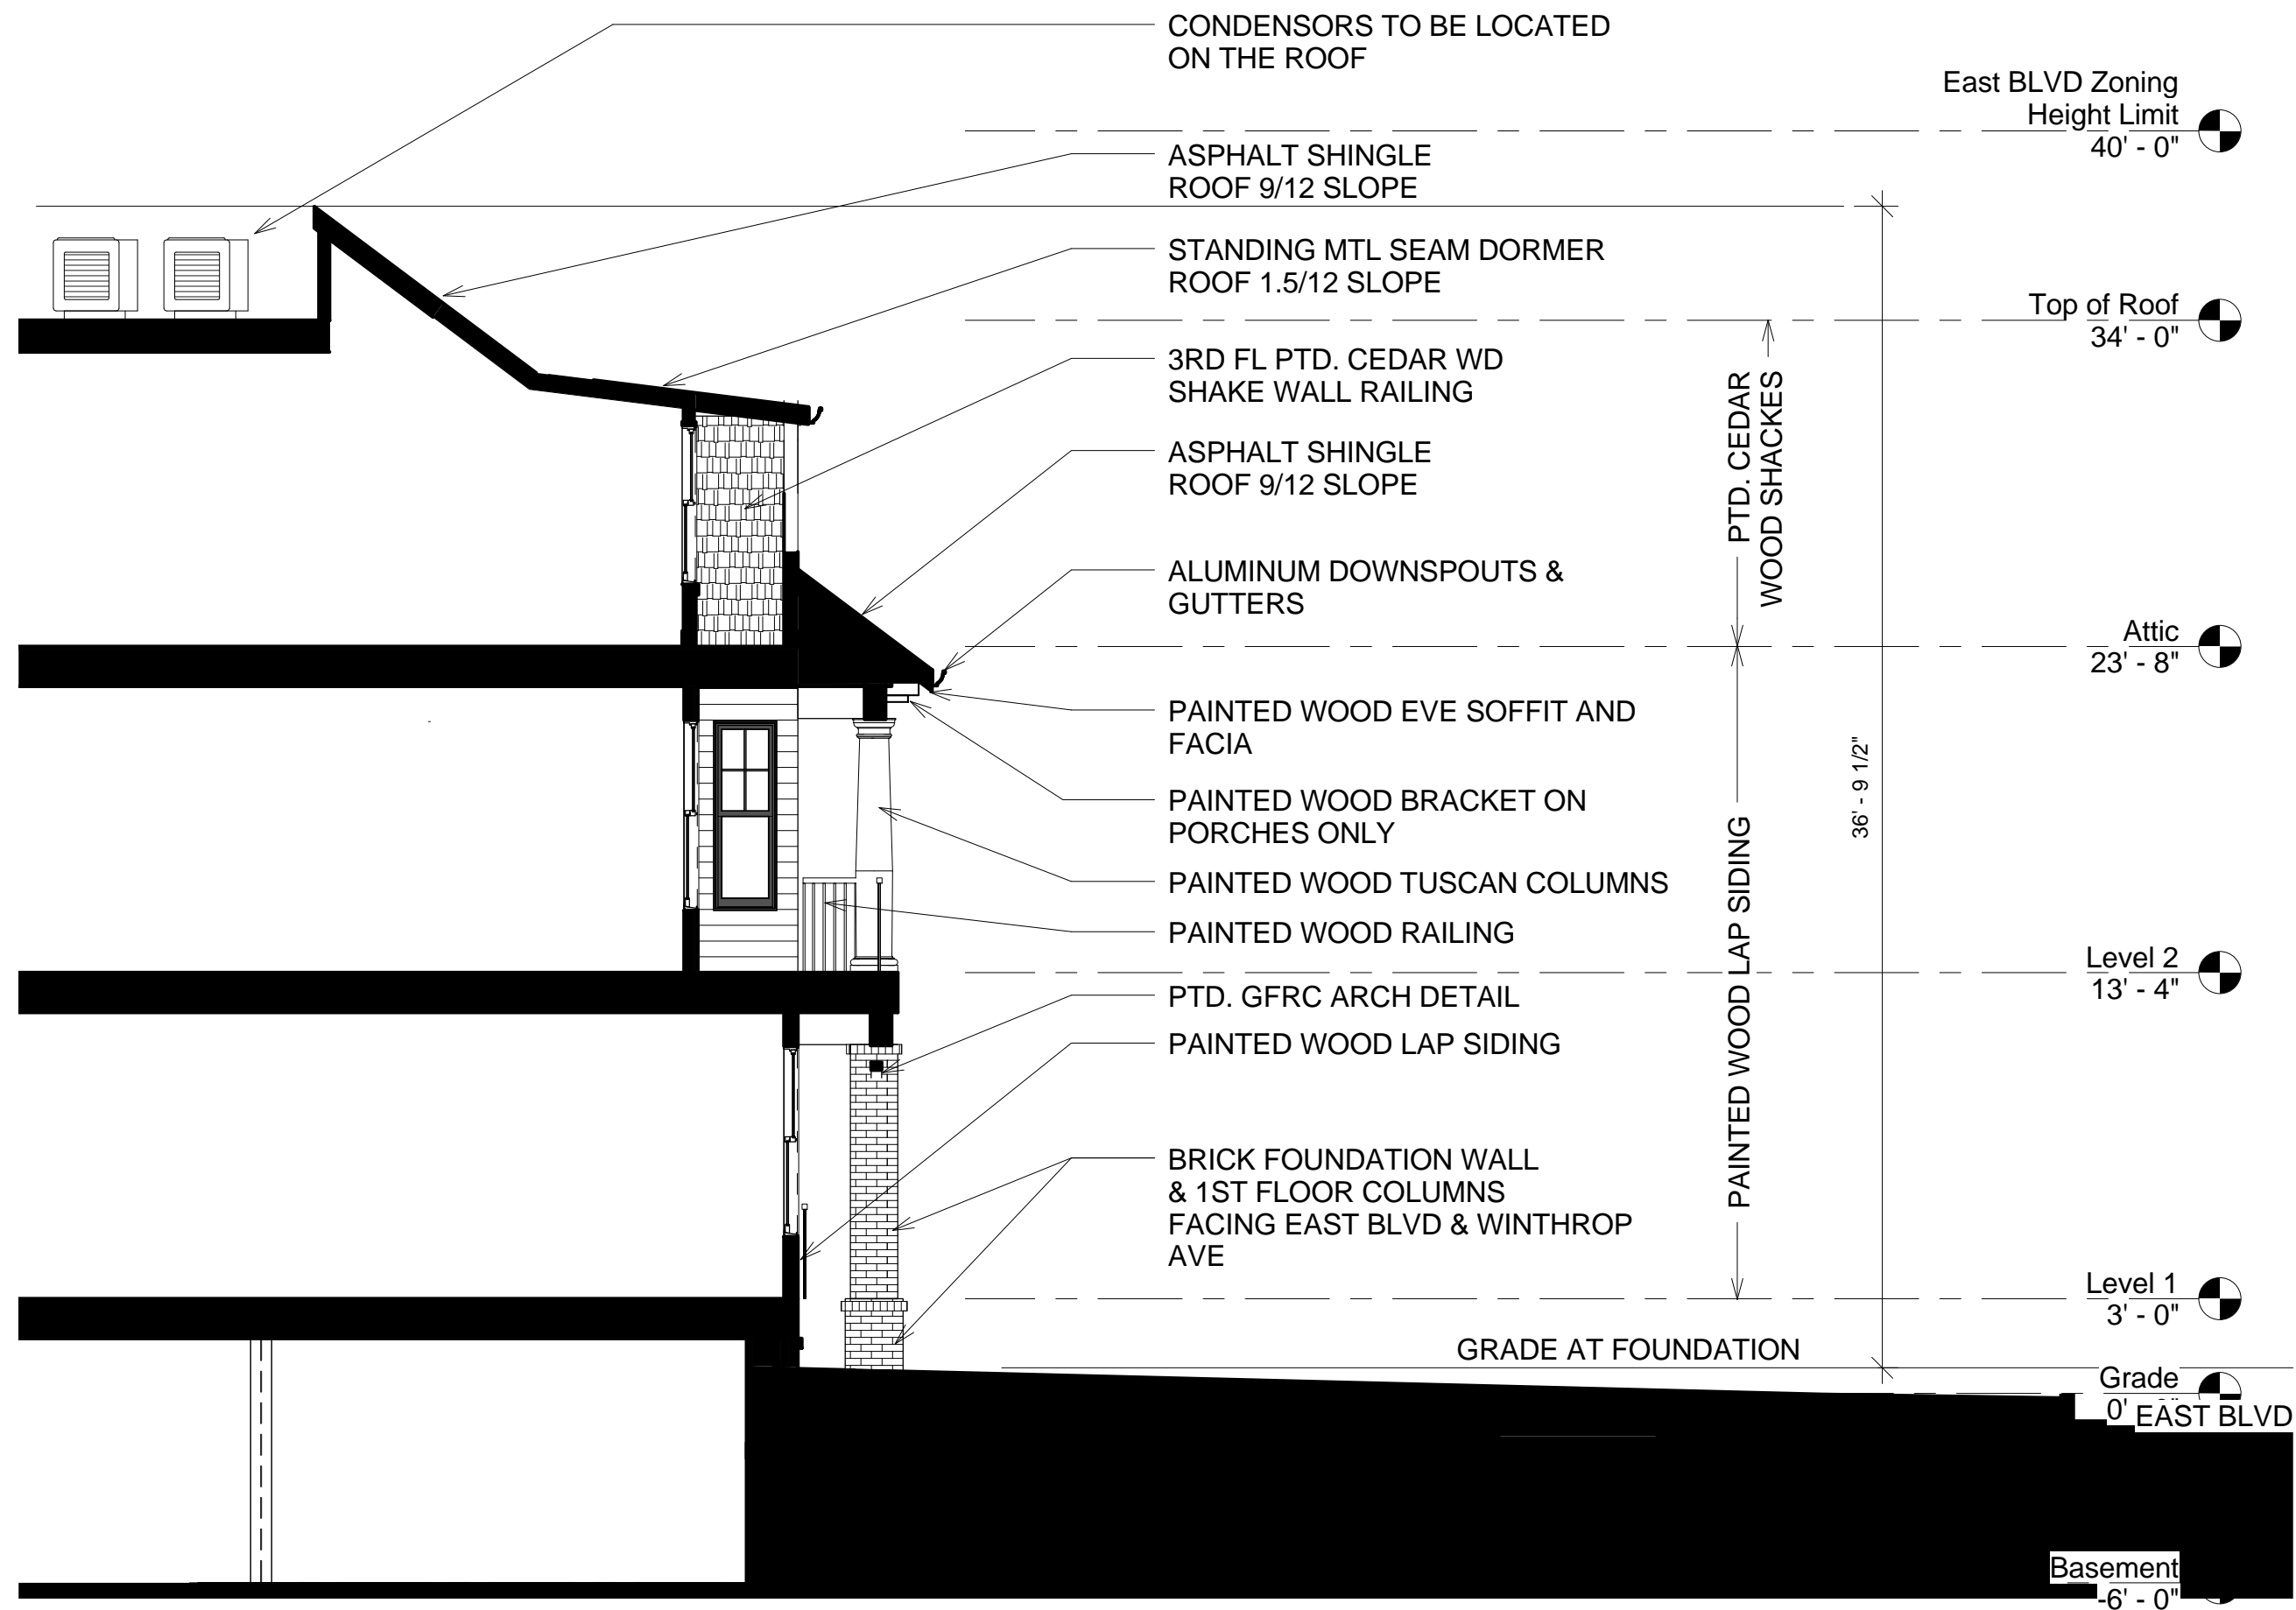 CONDENSORS TO BE LOCATED
ON THE ROOF
East BLVD Zoning
Height Limit
40' - 0"
ASPHALT SHINGLE
ROOF 9/12 SLOPE
STANDING MTL SEAM DORMER
ROOF 1.5/12 SLOPE
Top of Roof
34' - 0"
3RD FL PTD. CEDAR WD
SHAKE WALL RAILING
PTD. CEDAR
WOOD SHACKES
ASPHALT SHINGLE
ROOF 9/12 SLOPE
ALUMINUM DOWNSPOUTS &
GUTTERS
Attic
23' - 8"
PAINTED WOOD EVE SOFFIT AND
FACIA
36' - 9 1/2"
PAINTED WOOD BRACKET ON
PORCHES ONLY
PAINTED WOOD LAP SIDING
PAINTED WOOD TUSCAN COLUMNS
PAINTED WOOD RAILING
Level 2
13' - 4"
PTD. GFRC ARCH DETAIL
PAINTED WOOD LAP SIDING
BRICK FOUNDATION WALL
& 1ST FLOOR COLUMNS
FACING EAST BLVD & WINTHROP
AVE
Level 1
3' - 0"
GRADE AT FOUNDATION
Grade
0'
EAST BLVD
Basement
-6' - 0"